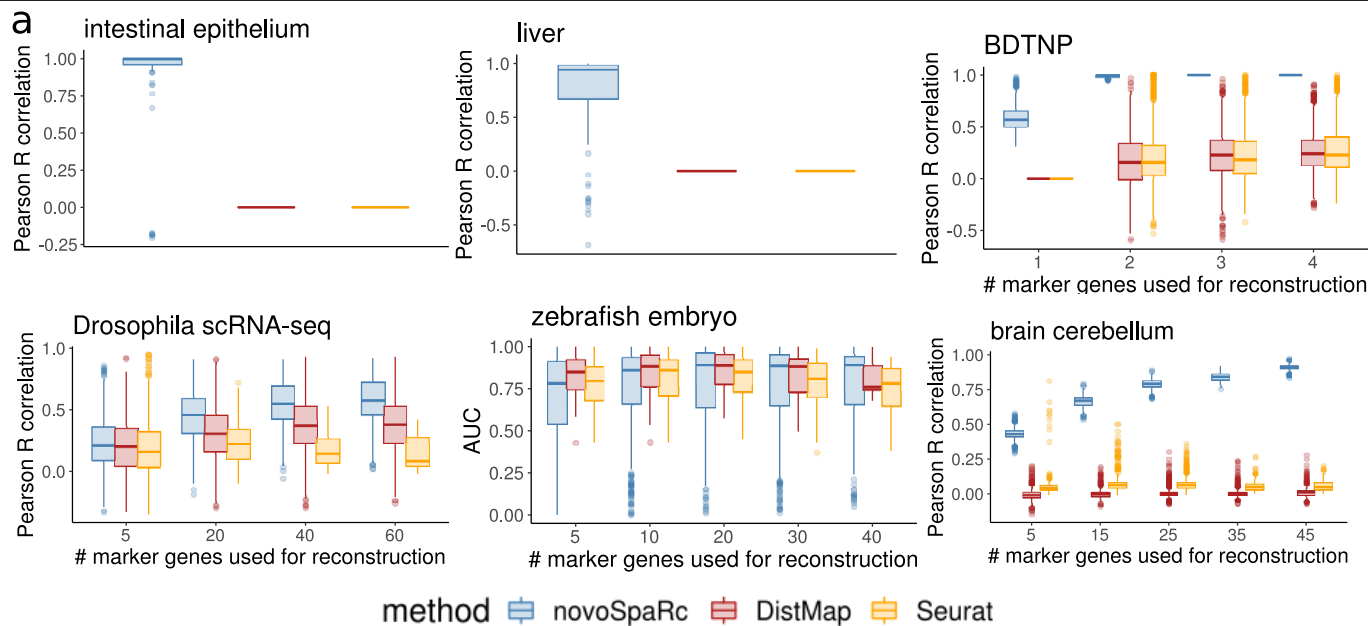 a
intestinal epithelium
Pearson R correlation
1.00
0.75
0.50
0.25
0.00
-0.25
liver
Pearson R correlation
1.0
0.5
0.0
-0.5
BDTNP
Pearson R correlation
1.0
0.5
0.0
-0.5
1 2 3 4
# marker genes used for reconstruction
Drosophila scRNA-seq
Pearson R correlation
1.0
0.5
0.0
5 20 40 60
# marker genes used for reconstruction
zebrafish embryo
AUC
1.00
0.75
0.50
0.25
0.00
5 10 20 30 40
# marker genes used for reconstruction
brain cerebellum
Pearson R correlation
1.00
0.75
0.50
0.25
0.00
5 15 25 35 45
# marker genes used for reconstruction
method novoSpaRc DistMap Seurat